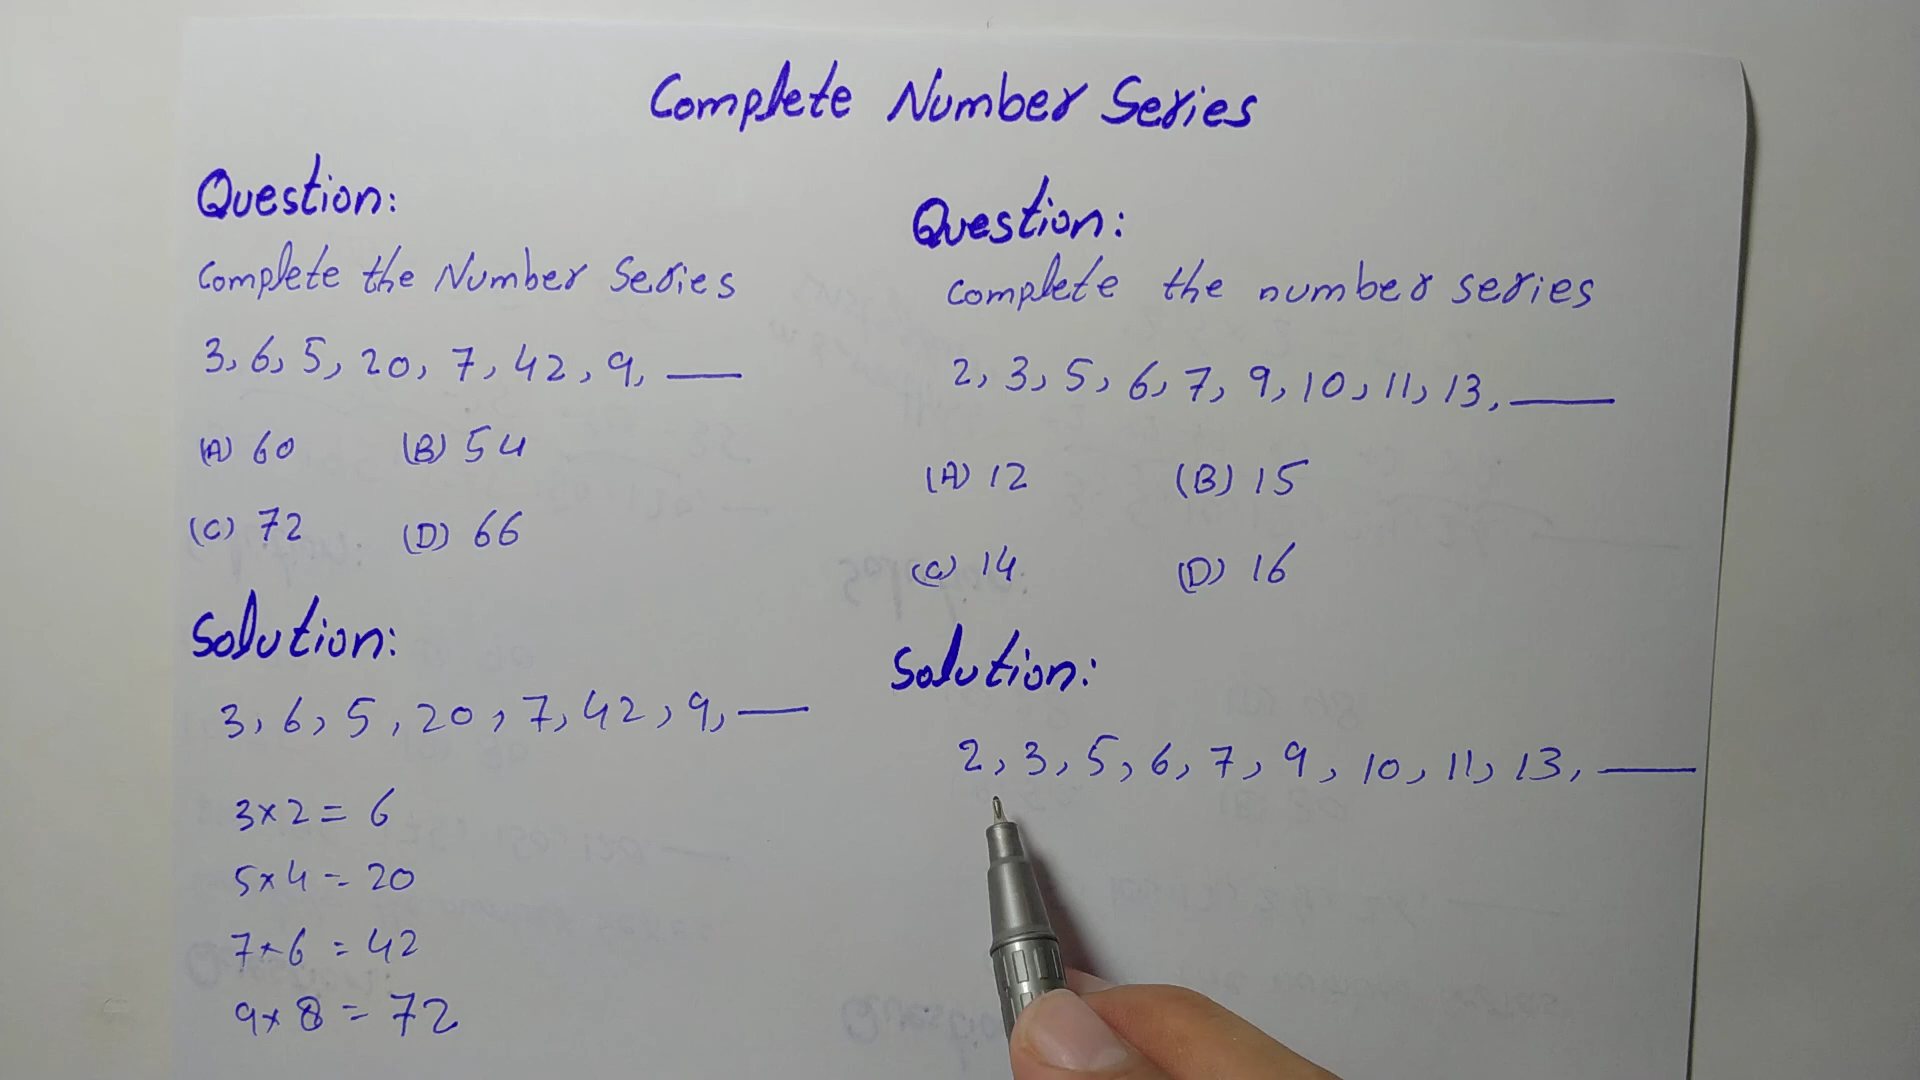 Complete Number Series
Question:
Complete the Number Series
3, 6, 5, 20, 7, 42, 9, ___
(A) 60 (B) 54
(C) 72 (D) 66
Solution:
3, 6, 5, 20, 7, 42, 9, ___
3×2 = 6
5×4 = 20
7×6 = 42
9×8 = 72
Question:
Complete the number series
2, 3, 5, 6, 7, 9, 10, 11, 13, ___
(A) 12 (B) 15
(C) 14 (D) 16
Solution:
2, 3, 5, 6, 7, 9, 10, 11, 13, ___